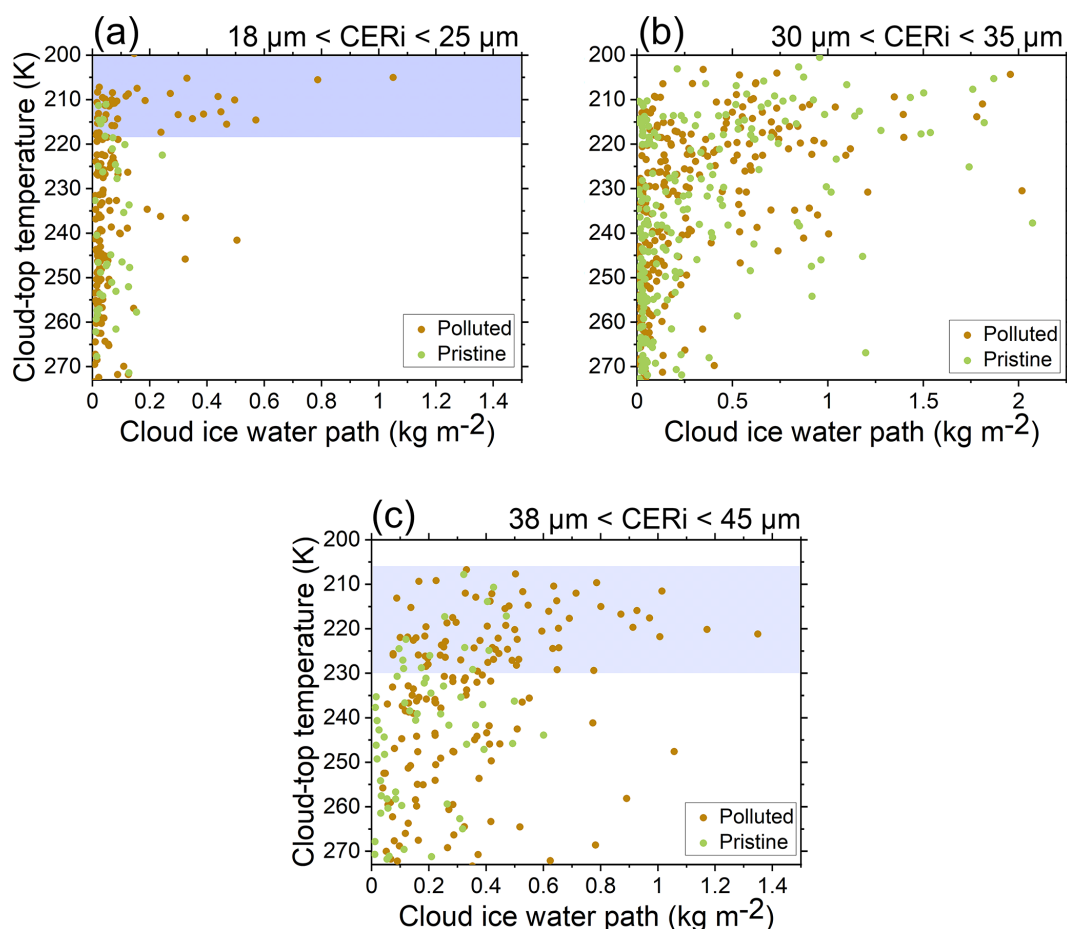 (a)
18 µm < CERi < 25 µm
200
210
220
230
240
250
260
270
Cloud-top temperature (K)
Polluted
Pristine
0
0.2
0.4
0.6
0.8
1
1.2
1.4
Cloud ice water path (kg m-2)
(b)
30 µm < CERi < 35 µm
200
210
220
230
240
250
260
270
Cloud-top temperature (K)
Polluted
Pristine
0
0.5
1
1.5
2
Cloud ice water path (kg m-2)
(c)
38 µm < CERi < 45 µm
200
210
220
230
240
250
260
270
Cloud-top temperature (K)
Polluted
Pristine
0
0.2
0.4
0.6
0.8
1
1.2
1.4
Cloud ice water path (kg m-2)